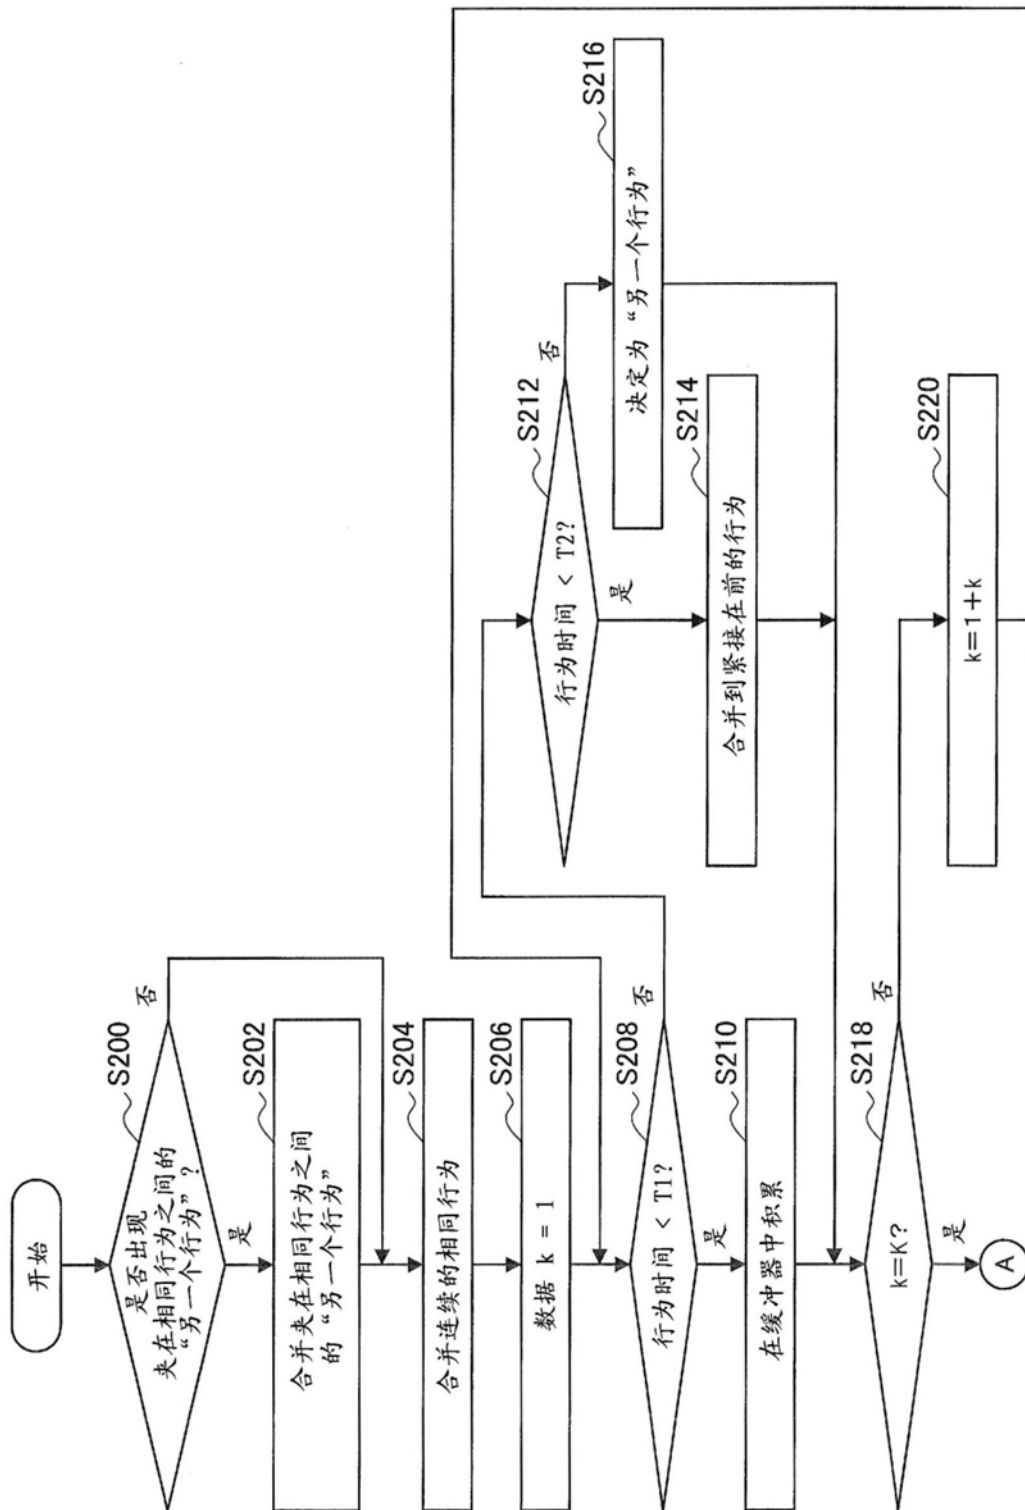 开始
S200
是否出现
夹在相同行为之间的
“另一个行为”?
否
是
S202
合并夹在相同行为之间
的“另一个行为”
S204
合并连续的相同行为
S206
数据 k = 1
S208
行为时间 < T1?
否
是
S210
在缓冲器中积累
S212
行为时间 < T2?
否
是
S214
合并到紧接在前的行为
S216
决定为“另一个行为”
S218
k=K?
否
是
S220
k=1+k
A